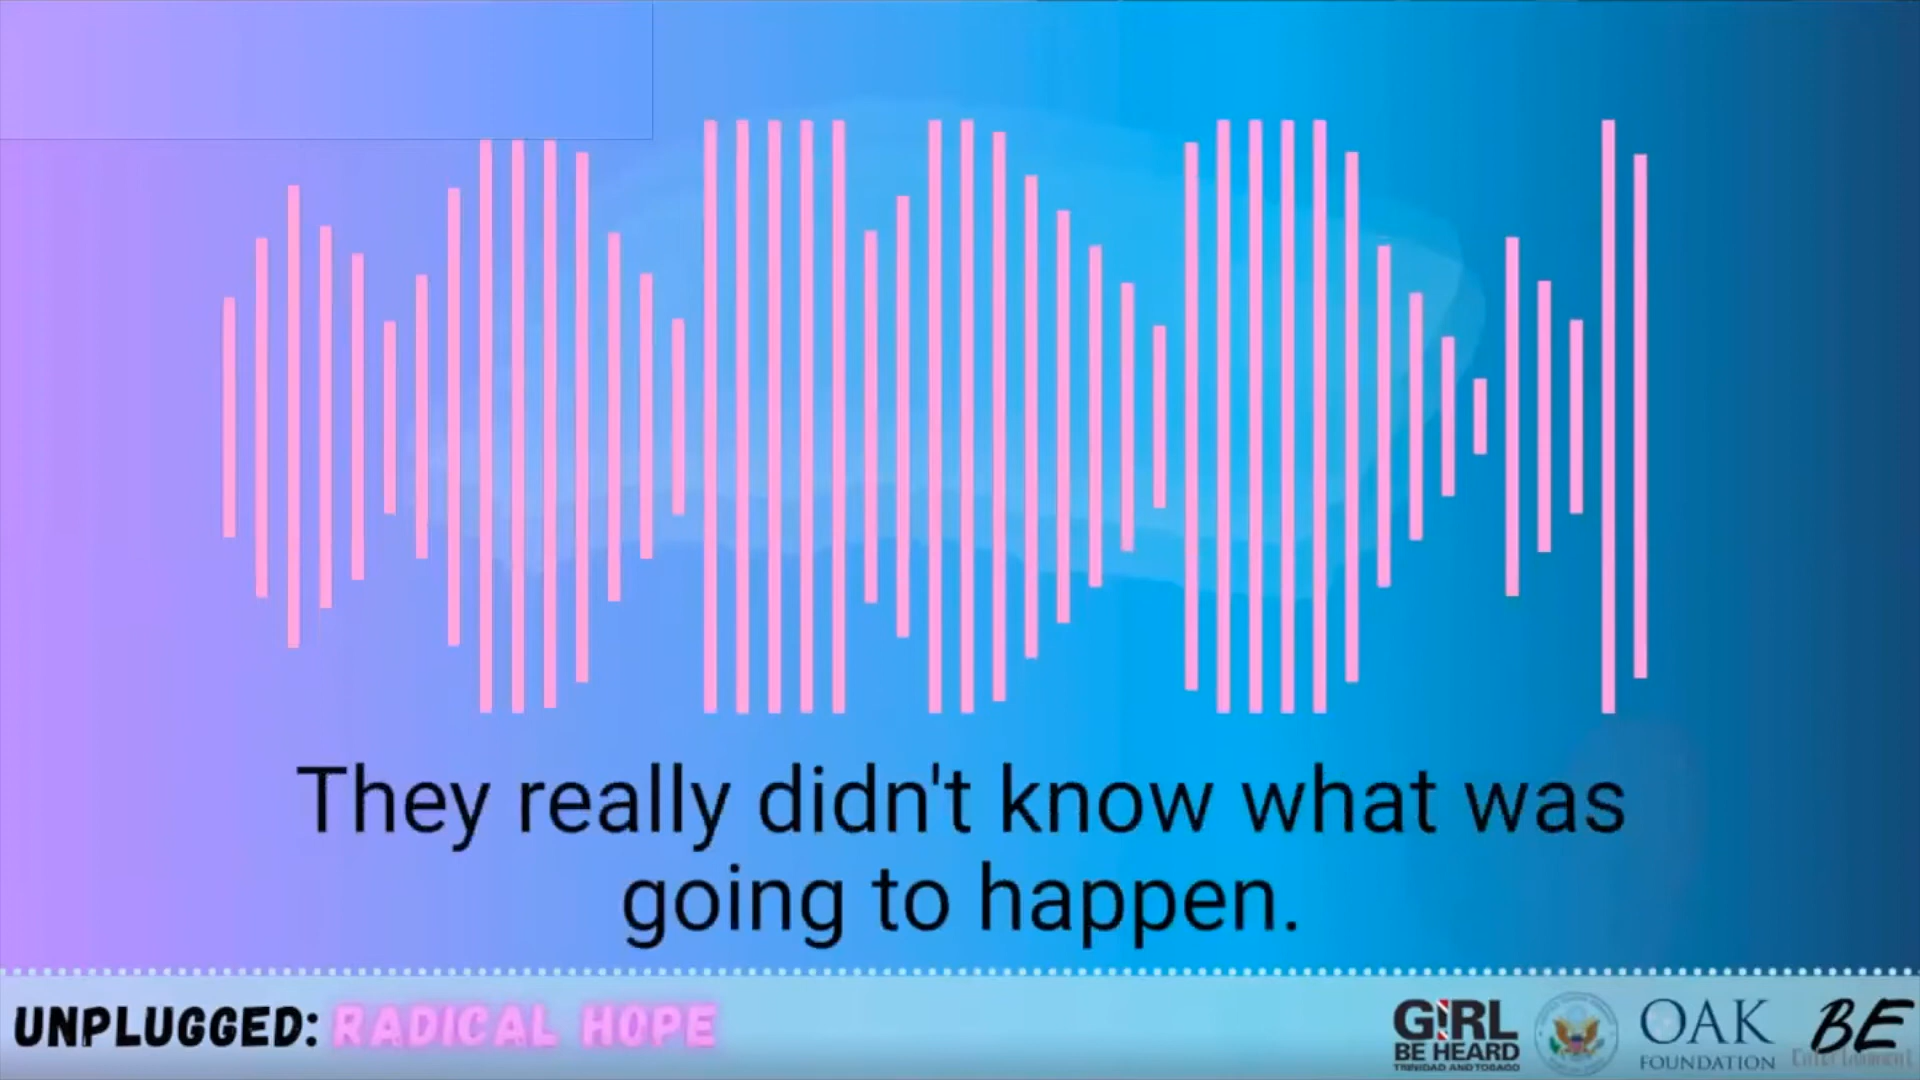 They really didn't know what was
going to happen.
UNPLUGGED: RADICAL HOPE
GIRL
BE HEARD
TRINIDAD AND TOBAGO
OAK
FOUNDATION
BE
Entertainment